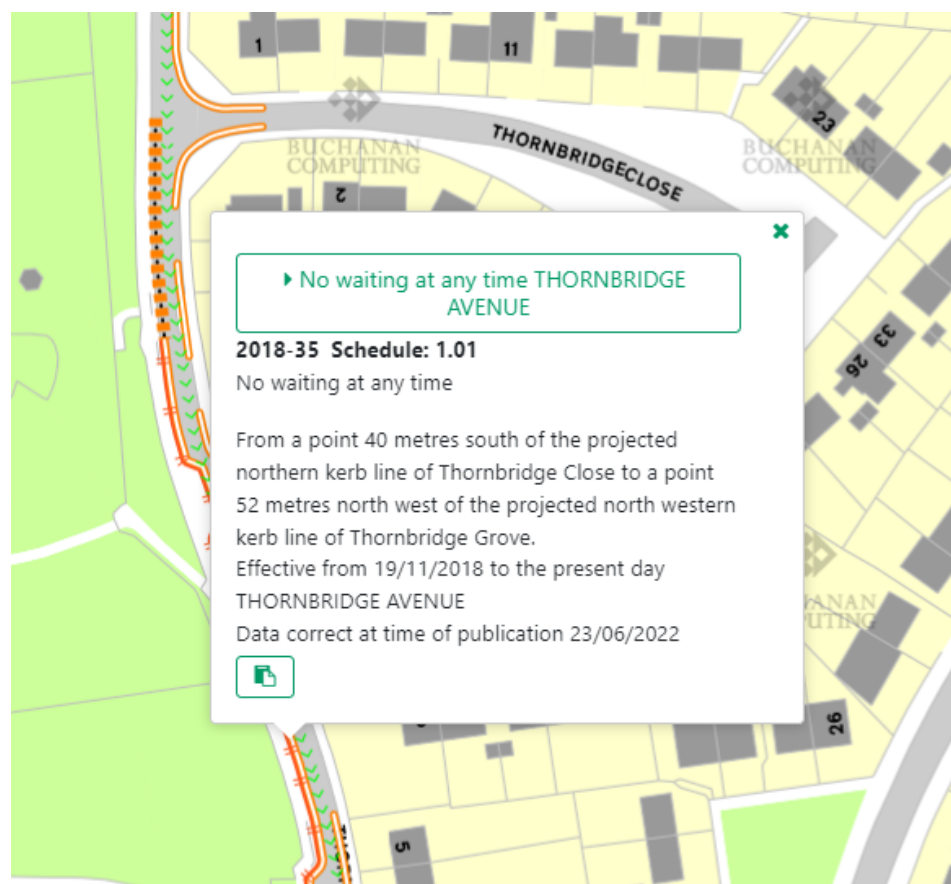 1
11
23
BUCHANAN
COMPUTING
THORNBRIDGECLOSE
BUCHANAN
COMPUTING
2
No waiting at any time THORNBRIDGE
AVENUE
2018-35 Schedule: 1.01
No waiting at any time
From a point 40 metres south of the projected
northern kerb line of Thornbridge Close to a point
52 metres north west of the projected north western
kerb line of Thornbridge Grove.
Effective from 19/11/2018 to the present day
THORNBRIDGE AVENUE
Data correct at time of publication 23/06/2022
33
26
26
5